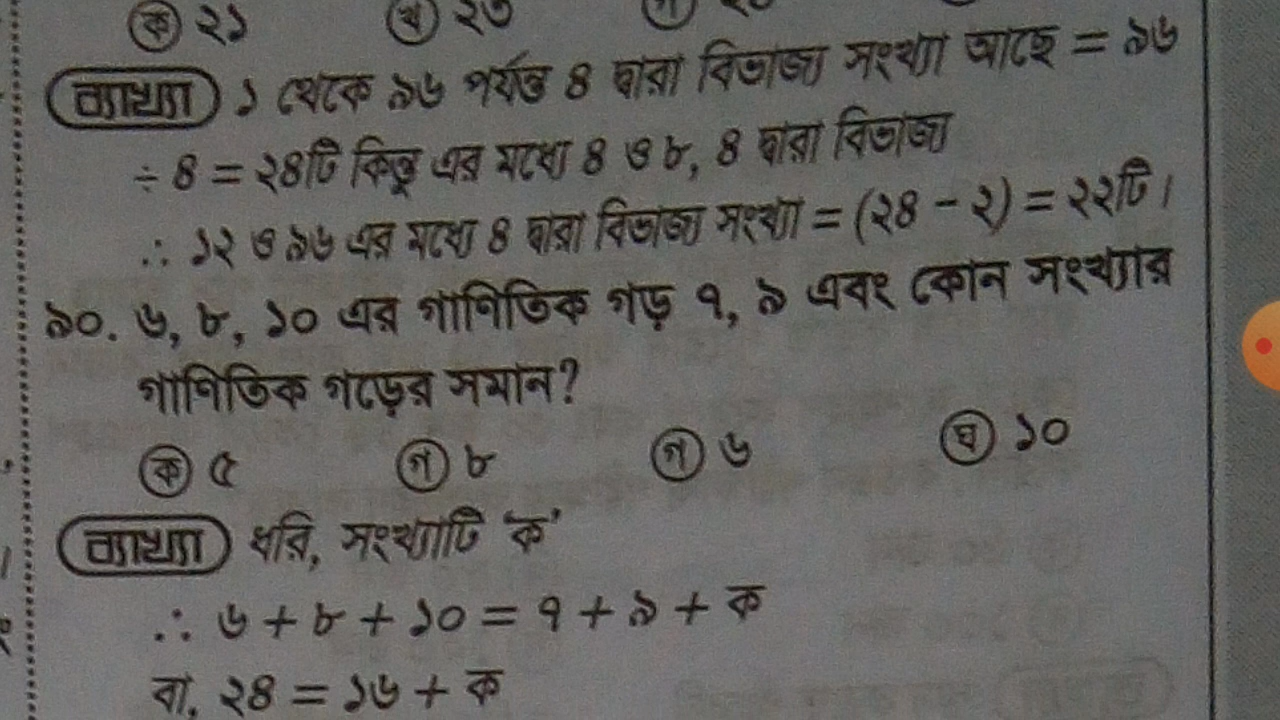 ক ২১ খ ২৩ গ
ব্যাখ্যা ১ থেকে ৯৬ পর্যন্ত ৪ দ্বারা বিভাজ্য সংখ্যা আছে = ৯৬
÷ ৪ = ২৪টি কিন্তু এর মধ্যে ৪ ও ৮, ৪ দ্বারা বিভাজ্য
∴ ১২ ও ৯৬ এর মধ্যে ৪ দ্বারা বিভাজ্য সংখ্যা = (২৪ - ২) = ২২টি।
৯০. ৬, ৮, ১০ এর গাণিতিক গড় ৭, ৯ এবং কোন সংখ্যার
গাণিতিক গড়ের সমান?
ক ৫ গ ৮ গ ৬ ঘ ১০
ব্যাখ্যা ধরি, সংখ্যাটি 'ক'
∴ ৬ + ৮ + ১০ = ৭ + ৯ + ক
বা, ২৪ = ১৬ + ক